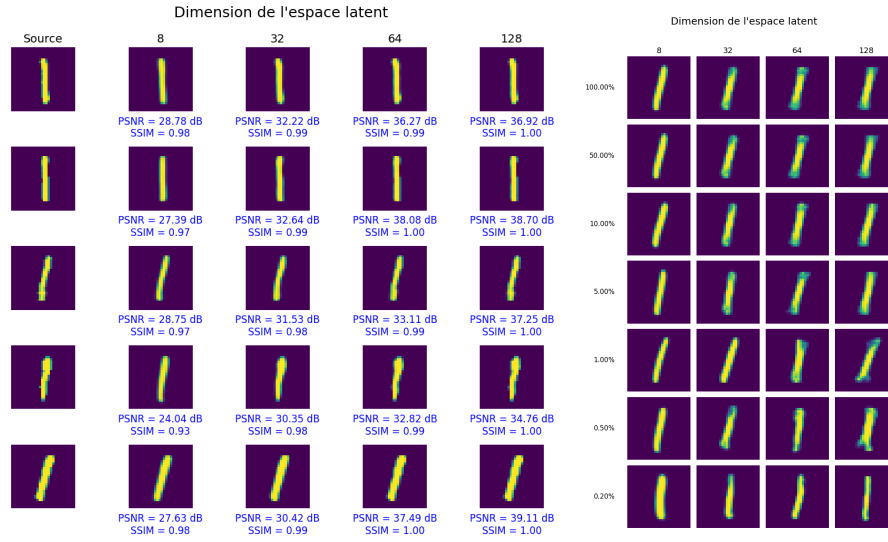 Dimension de l'espace latent
Source 8 32 64 128
PSNR = 28.78 dB PSNR = 32.22 dB PSNR = 36.27 dB PSNR = 36.92 dB
SSIM = 0.98 SSIM = 0.99 SSIM = 0.99 SSIM = 1.00
PSNR = 27.39 dB PSNR = 32.64 dB PSNR = 38.08 dB PSNR = 38.70 dB
SSIM = 0.97 SSIM = 0.99 SSIM = 1.00 SSIM = 1.00
PSNR = 28.75 dB PSNR = 31.53 dB PSNR = 33.11 dB PSNR = 37.25 dB
SSIM = 0.97 SSIM = 0.98 SSIM = 0.99 SSIM = 1.00
PSNR = 24.04 dB PSNR = 30.35 dB PSNR = 32.82 dB PSNR = 34.76 dB
SSIM = 0.93 SSIM = 0.98 SSIM = 0.99 SSIM = 1.00
PSNR = 27.63 dB PSNR = 30.42 dB PSNR = 37.49 dB PSNR = 39.11 dB
SSIM = 0.98 SSIM = 0.99 SSIM = 1.00 SSIM = 1.00
Dimension de l'espace latent
8 32 64 128
100.00%
50.00%
10.00%
5.00%
1.00%
0.50%
0.20%